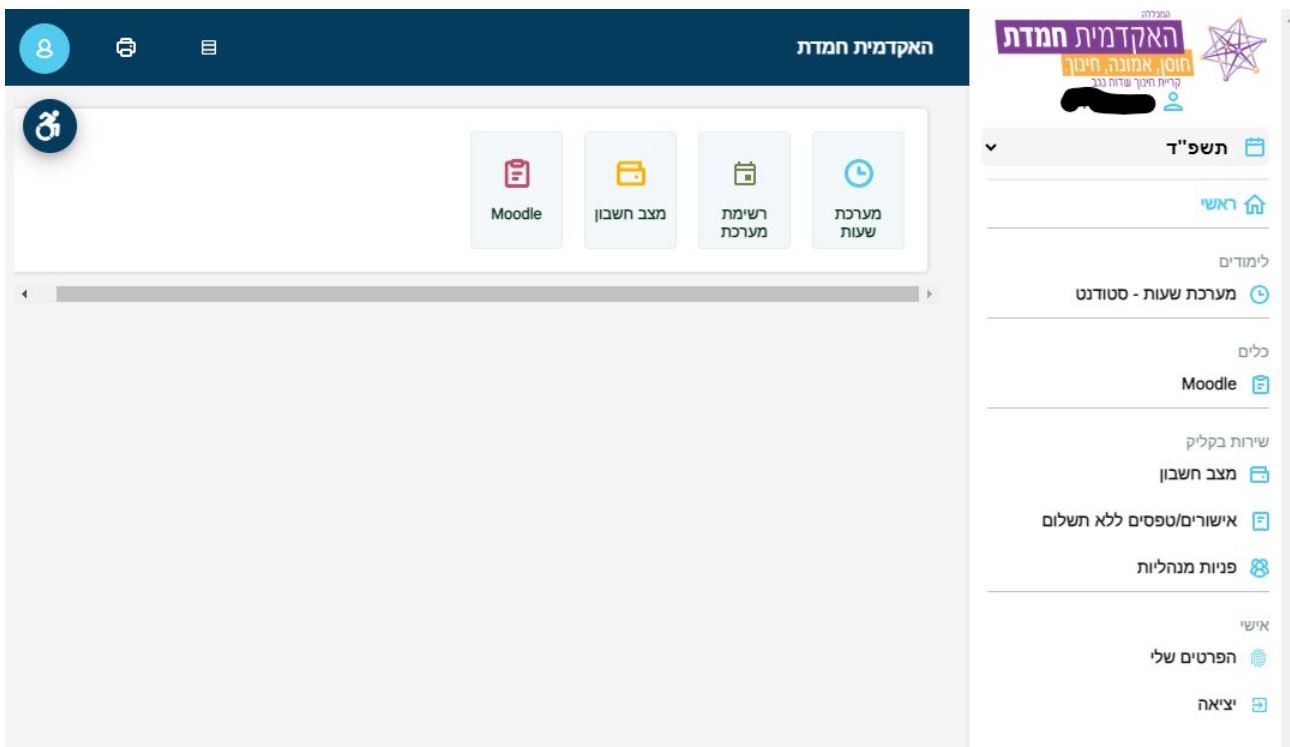 המכללה
האקדמית חמדת
חוסן, אמונה, חינוך
קריית חינוך שדות נגב
תשפ"ד
ראשי
לימודים
מערכת שעות - סטודנט
כלים
Moodle
שירות בקליק
מצב חשבון
אישורים/טפסים ללא תשלום
פניות מנהליות
אישי
הפרטים שלי
יציאה
האקדמית חמדת
מערכת
שעות
רשימת
מערכת
מצב חשבון
Moodle